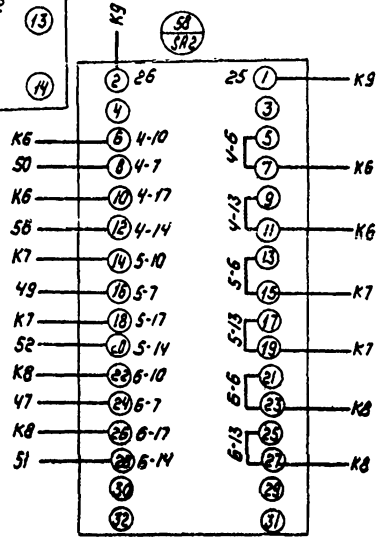 13
14
K9
58
SA2
2 26 25 1 K9
4 3
K6 6 4-10 5
50 8 4-7 4-6 7 K6
K6 10 4-17 9
56 12 4-14 4-13 11 K6
K7 14 5-10 13
49 16 5-7 5-6 15 K7
K7 18 5-17 17
52 5-14 5-13 19 K7
K8 22 6-10 21
47 24 6-7 6-6 23 K8
K8 26 6-17 25
51 28 6-14 6-13 27 K8
30 29
32 31